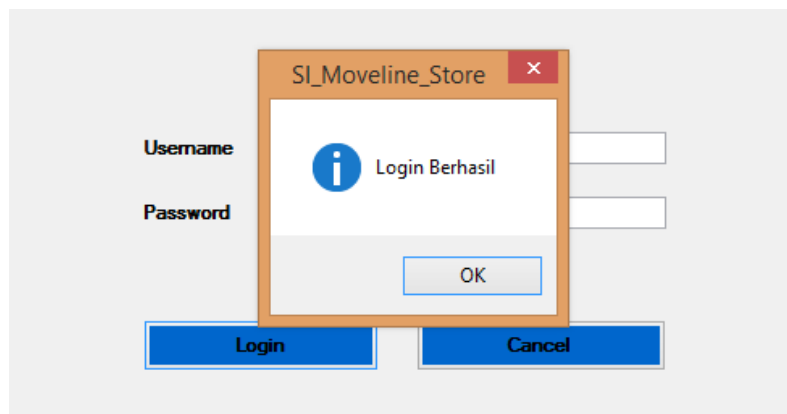 SI_Moveline_Store
Username
Login Berhasil
Password
OK
Login
Cancel